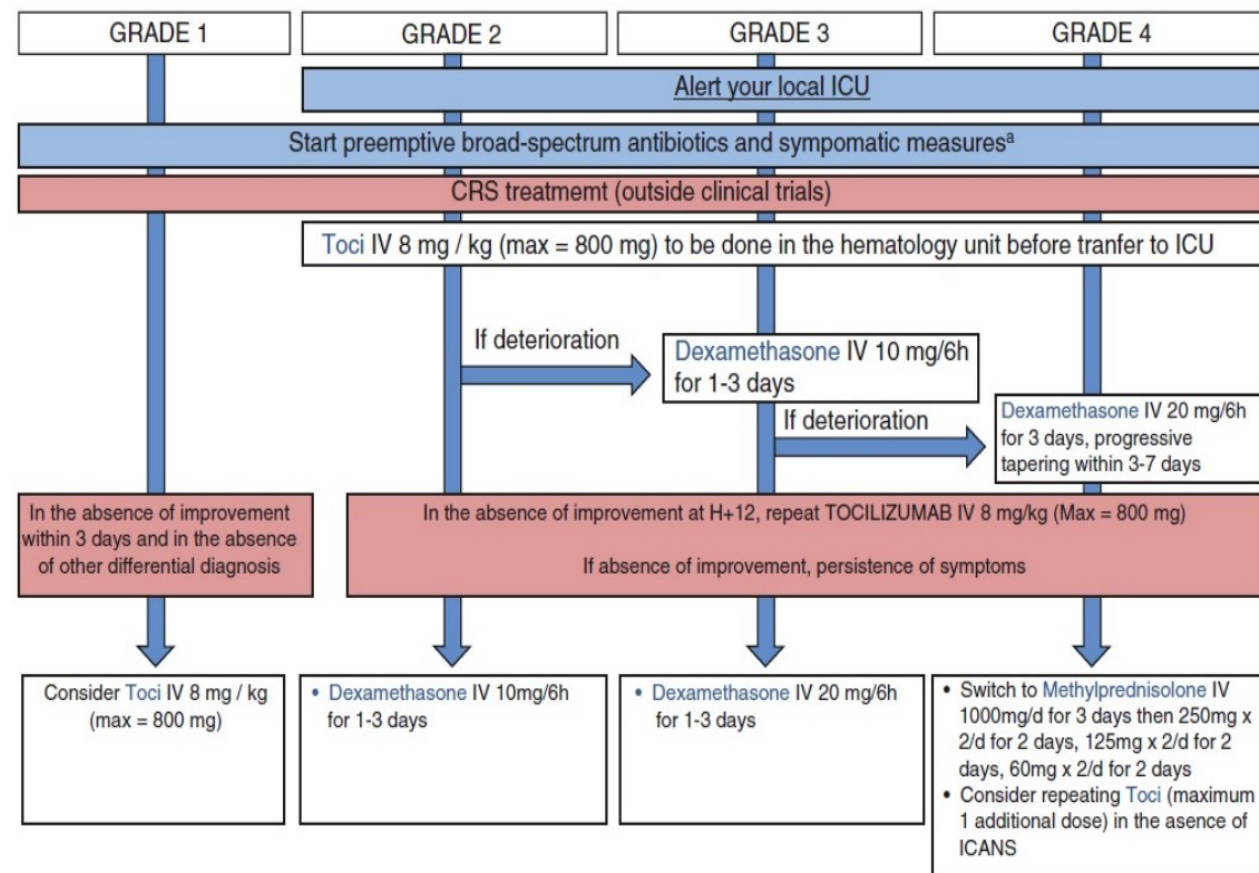 GRADE 1
GRADE 2
GRADE 3
GRADE 4
Alert your local ICU
Start preemptive broad-spectrum antibiotics and sympomatic measuresᵃ
CRS treatmemt (outside clinical trials)
Toci IV 8 mg / kg (max = 800 mg) to be done in the hematology unit before tranfer to ICU
If deterioration
Dexamethasone IV 10 mg/6h
for 1-3 days
If deterioration
Dexamethasone IV 20 mg/6h
for 3 days, progressive
tapering within 3-7 days
In the absence of improvement
within 3 days and in the absence
of other differential diagnosis
In the absence of improvement at H+12, repeat TOCILIZUMAB IV 8 mg/kg (Max = 800 mg)
If absence of improvement, persistence of symptoms
Consider Toci IV 8 mg / kg
(max = 800 mg)
• Dexamethasone IV 10mg/6h
for 1-3 days
• Dexamethasone IV 20 mg/6h
for 1-3 days
• Switch to Methylprednisolone IV
1000mg/d for 3 days then 250mg x
2/d for 2 days, 125mg x 2/d for 2
days, 60mg x 2/d for 2 days
• Consider repeating Toci (maximum
1 additional dose) in the asence of
ICANS